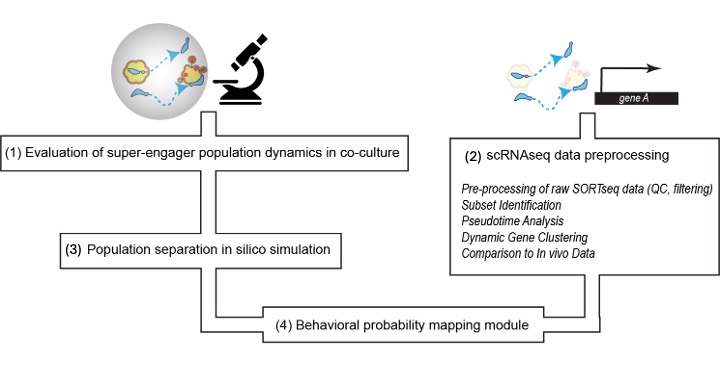 gene A
(1) Evaluation of super-engager population dynamics in co-culture
(2) scRNAseq data preprocessing
Pre-processing of raw SORTseq data (QC, filtering)
Subset Identification
Pseudotime Analysis
Dynamic Gene Clustering
Comparison to In vivo Data
(3) Population separation in silico simulation
(4) Behavioral probability mapping module